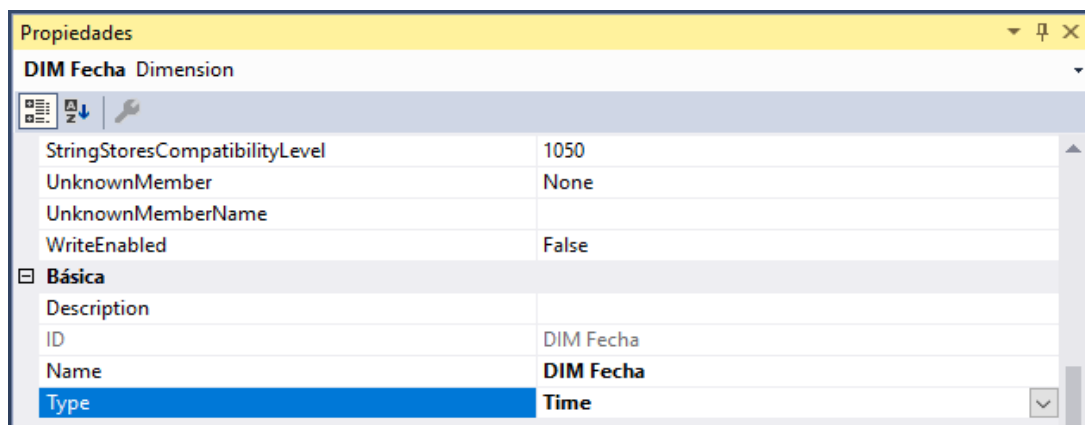 Propiedades
DIM Fecha Dimension
StringStoresCompatibilityLevel 1050
UnknownMember None
UnknownMemberName
WriteEnabled False
Básica
Description
ID DIM Fecha
Name DIM Fecha
Type Time